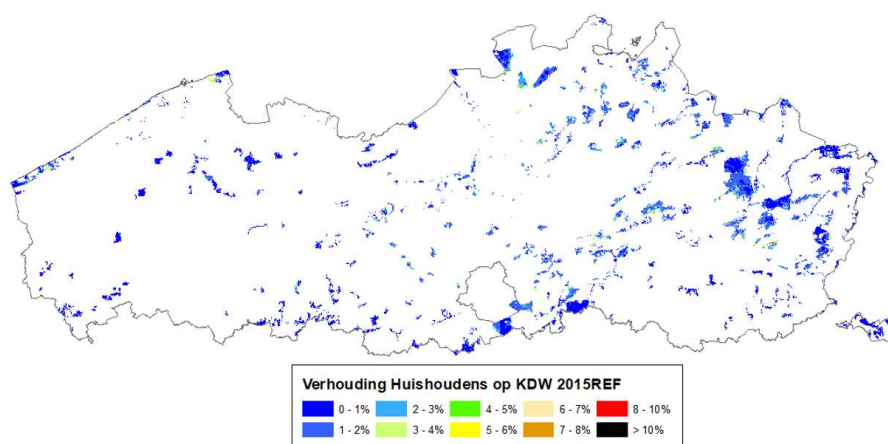 Verhouding Huishoudens op KDW 2015REF
0 - 1% 2 - 3% 4 - 5% 6 - 7% 8 - 10%
1 - 2% 3 - 4% 5 - 6% 7 - 8% > 10%